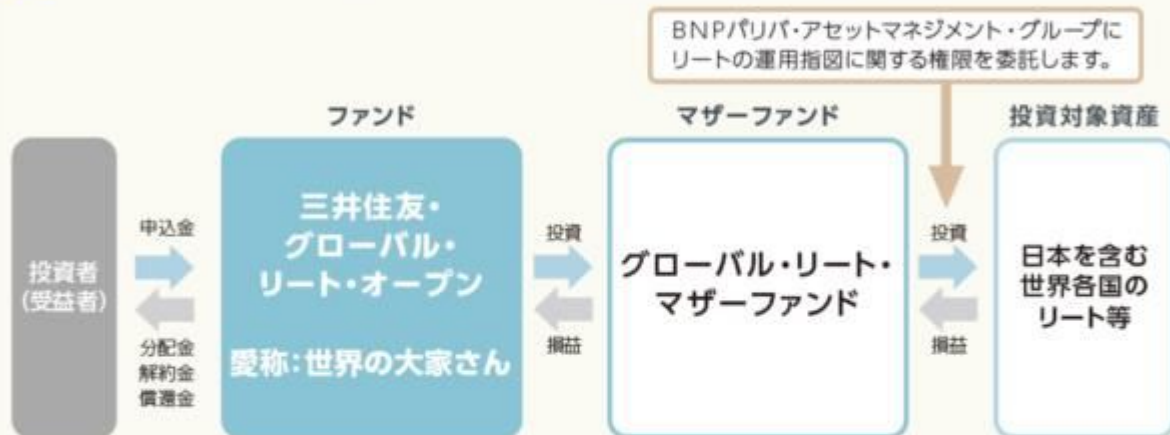 BNPパリバ・アセットマネジメント・グループに
リートの運用指図に関する権限を委託します。
ファンド
マザーファンド
投資対象資産
投資者
(受益者)
申込金
分配金
解約金
償還金
三井住友・
グローバル・
リート・オープン
愛称:世界の大家さん
投資
損益
グローバル・リート・
マザーファンド
投資
損益
日本を含む
世界各国の
リート等